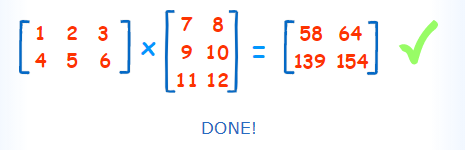 [1 2 3
4 5 6] × [7 8
9 10
11 12] = [58 64
139 154] ✓
DONE!